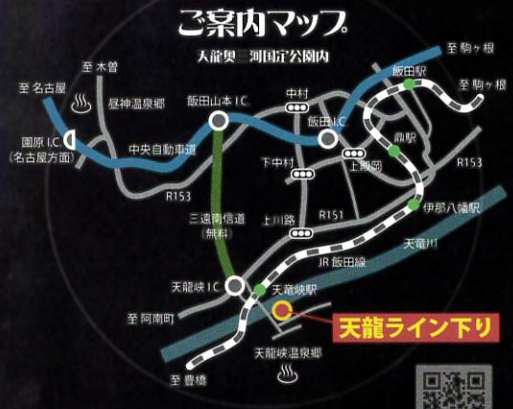 ご案内マップ
天龍奥三河国定公園内
至 駒ヶ根
飯田駅
至 木曽
至 名古屋
昼神温泉郷
飯田山本 I.C
中村
飯田 I.C
至 駒ヶ根
園原 I.C
(名古屋方面)
中央自動車道
下中村
上殿岡
鼎駅
R153
R153
三遠南信道
(無料)
上川路
R151
伊那八幡駅
天竜川
JR 飯田線
天龍峡 I.C
天竜峡駅
至 阿南町
天龍ライン下り
天龍峡温泉郷
至 豊橋